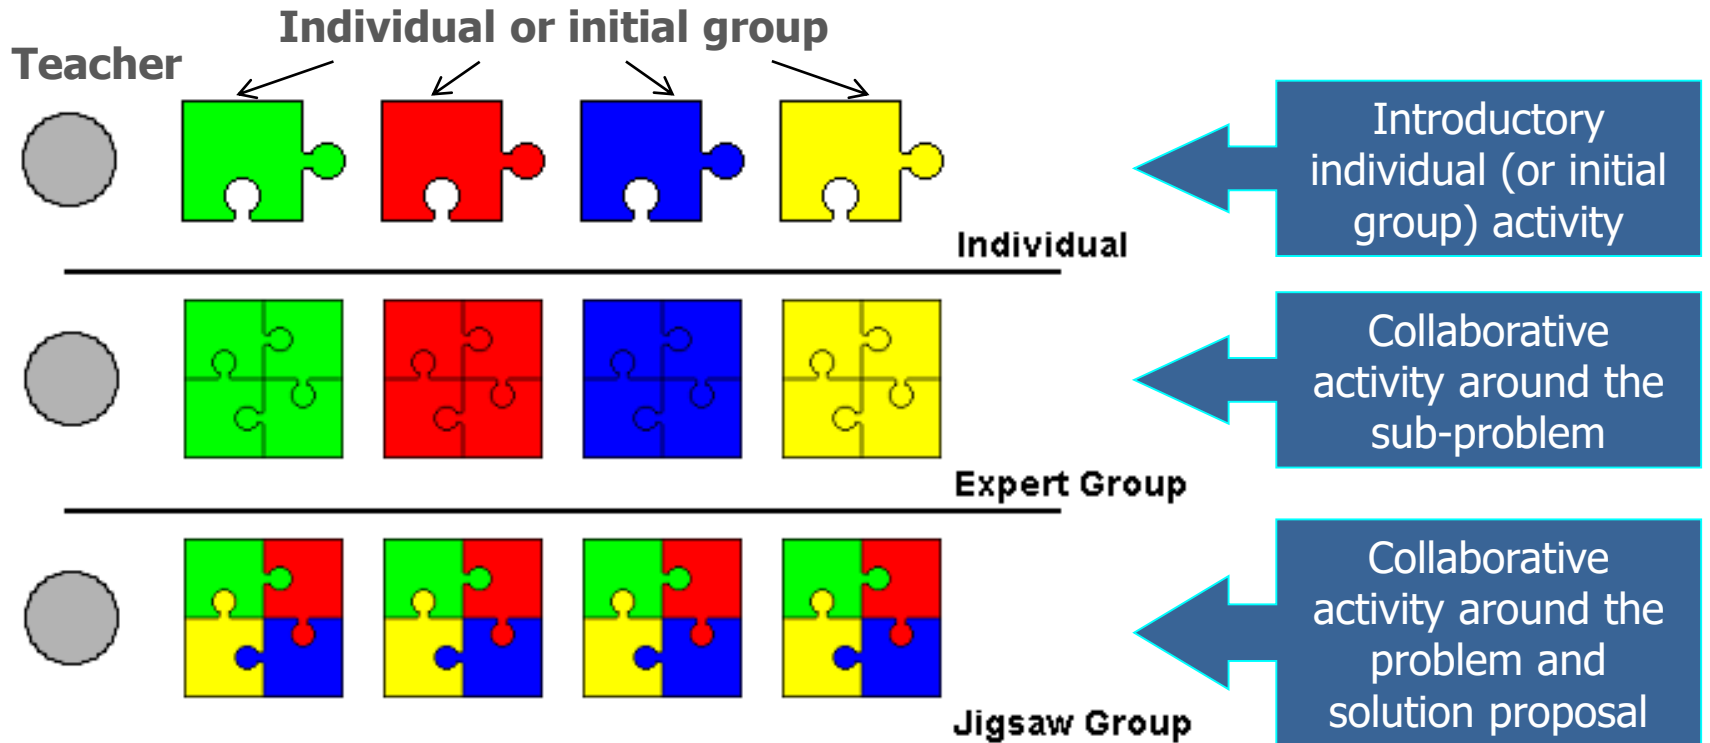 Individual or initial group
Teacher
Introductory
individual (or initial
group) activity
Individual
Collaborative
activity around the
sub-problem
Expert Group
Collaborative
activity around the
problem and
solution proposal
Jigsaw Group